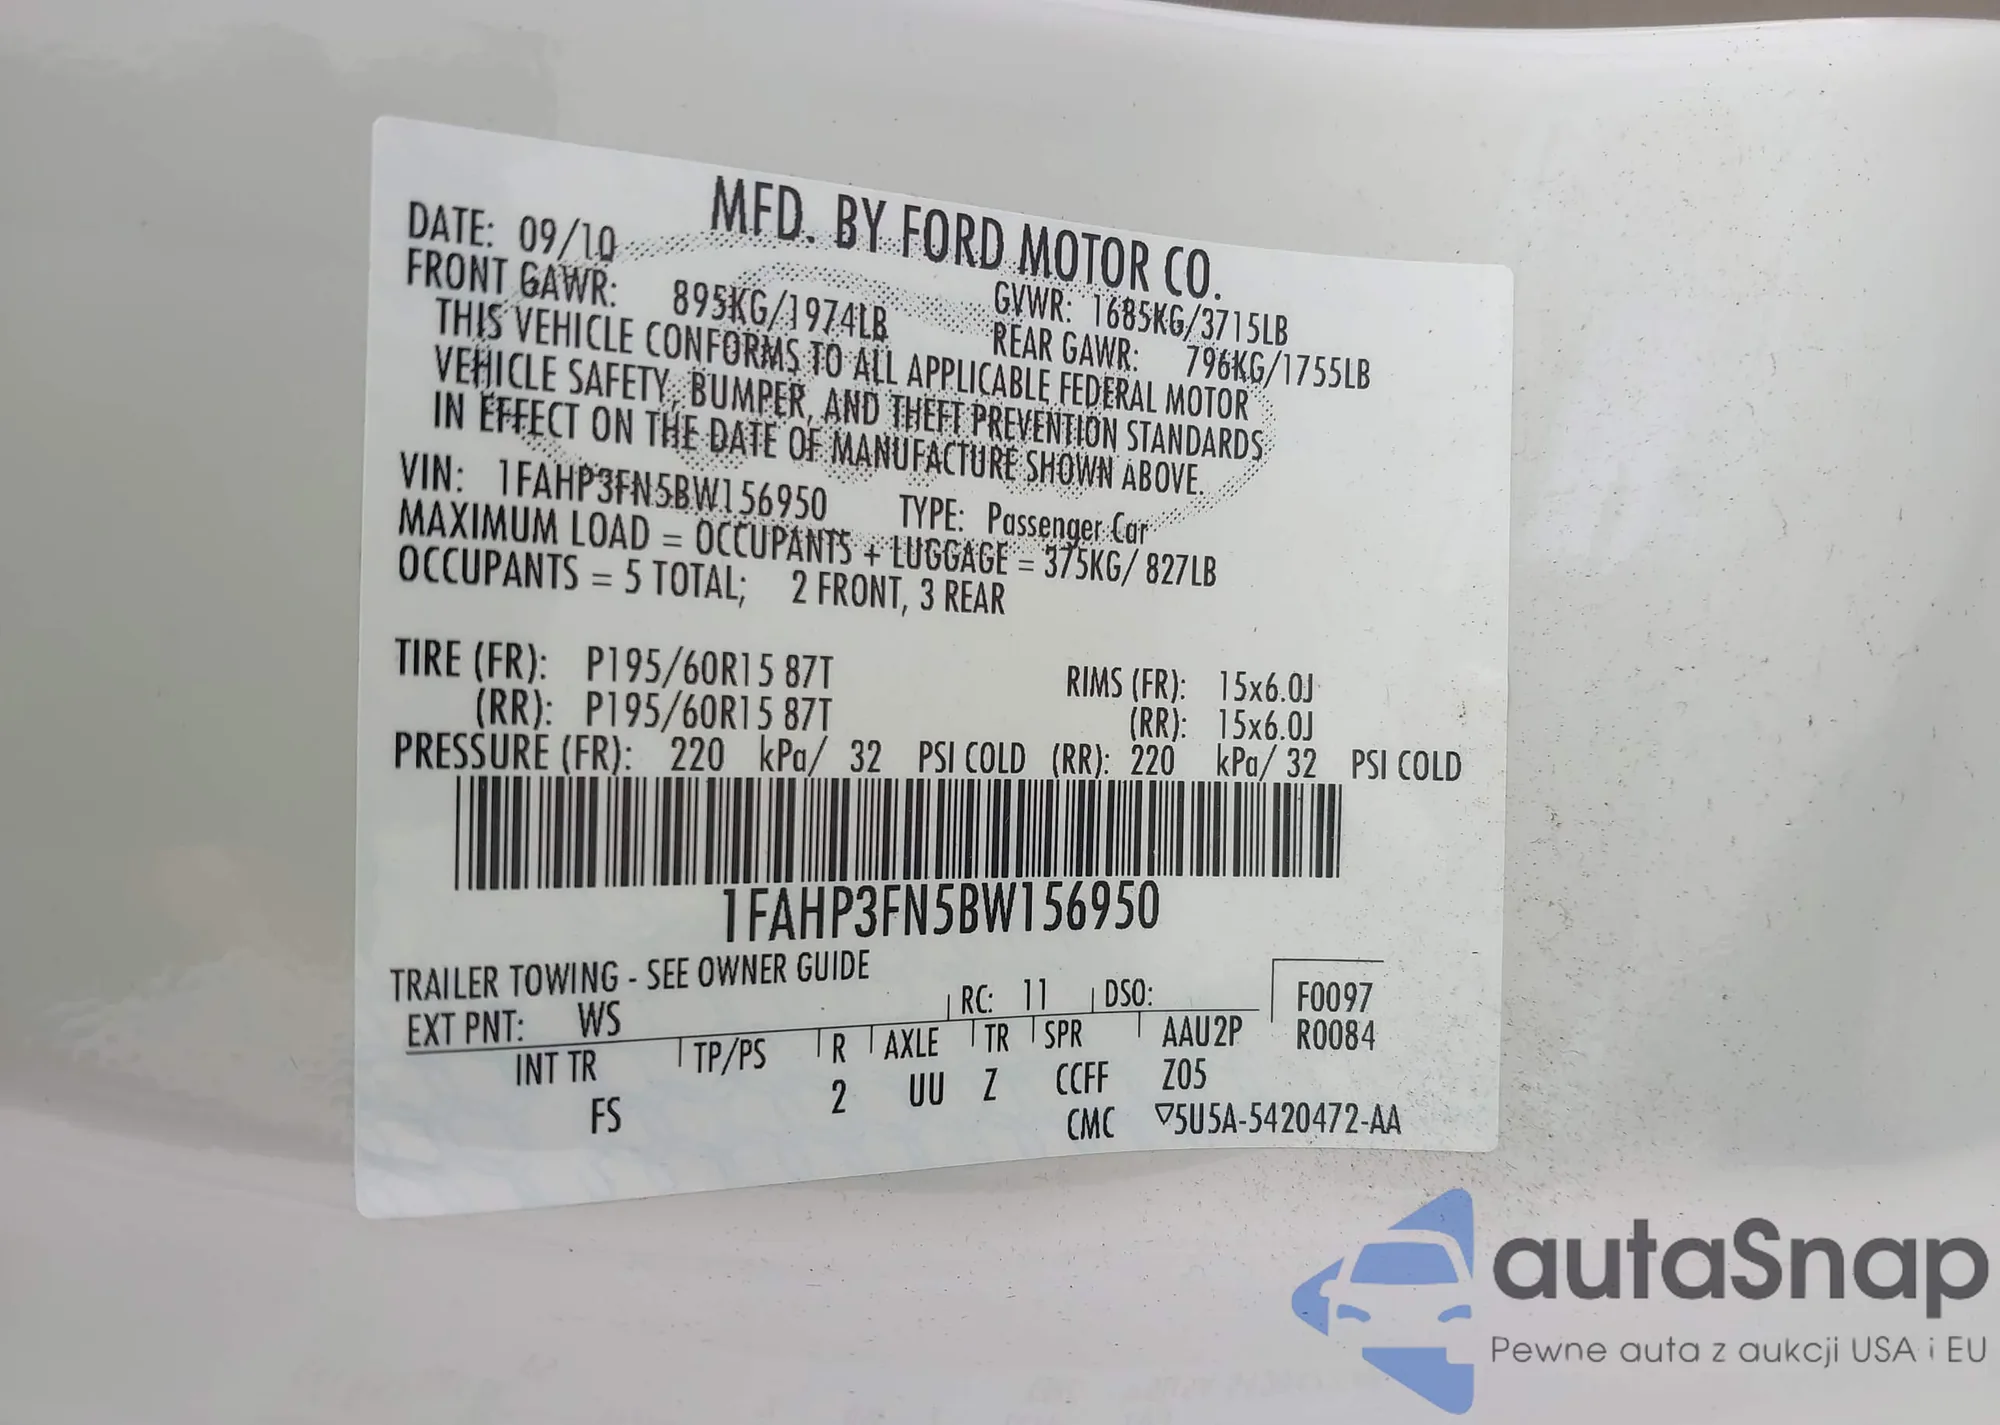 MFD. BY FORD MOTOR CO.
DATE: 09/10
GVWR: 1685KG/3715LB
FRONT GAWR: 895KG/1974LB
REAR GAWR: 796KG/1755LB
THIS VEHICLE CONFORMS TO ALL APPLICABLE FEDERAL MOTOR
VEHICLE SAFETY, BUMPER, AND THEFT PREVENTION STANDARDS
IN EFFECT ON THE DATE OF MANUFACTURE SHOWN ABOVE.
VIN: 1FAHP3FN5BW156950 TYPE: Passenger Car
MAXIMUM LOAD = OCCUPANTS + LUGGAGE = 375KG/ 827LB
OCCUPANTS = 5 TOTAL; 2 FRONT, 3 REAR
TIRE (FR): P195/60R15 87T RIMS (FR): 15x6.0J
(RR): P195/60R15 87T (RR): 15x6.0J
PRESSURE (FR): 220 kPa/ 32 PSI COLD (RR): 220 kPa/ 32 PSI COLD
1FAHP3FN5BW156950
TRAILER TOWING - SEE OWNER GUIDE
EXT PNT: WS RC: 11 DSO: F0097
INT TR TP/PS R AXLE TR SPR AAU2P R0084
FS 2 UU Z CCFF Z05
CMC ▽5U5A-5420472-AA
autaSnap
Pewne auta z aukcji USA i EU